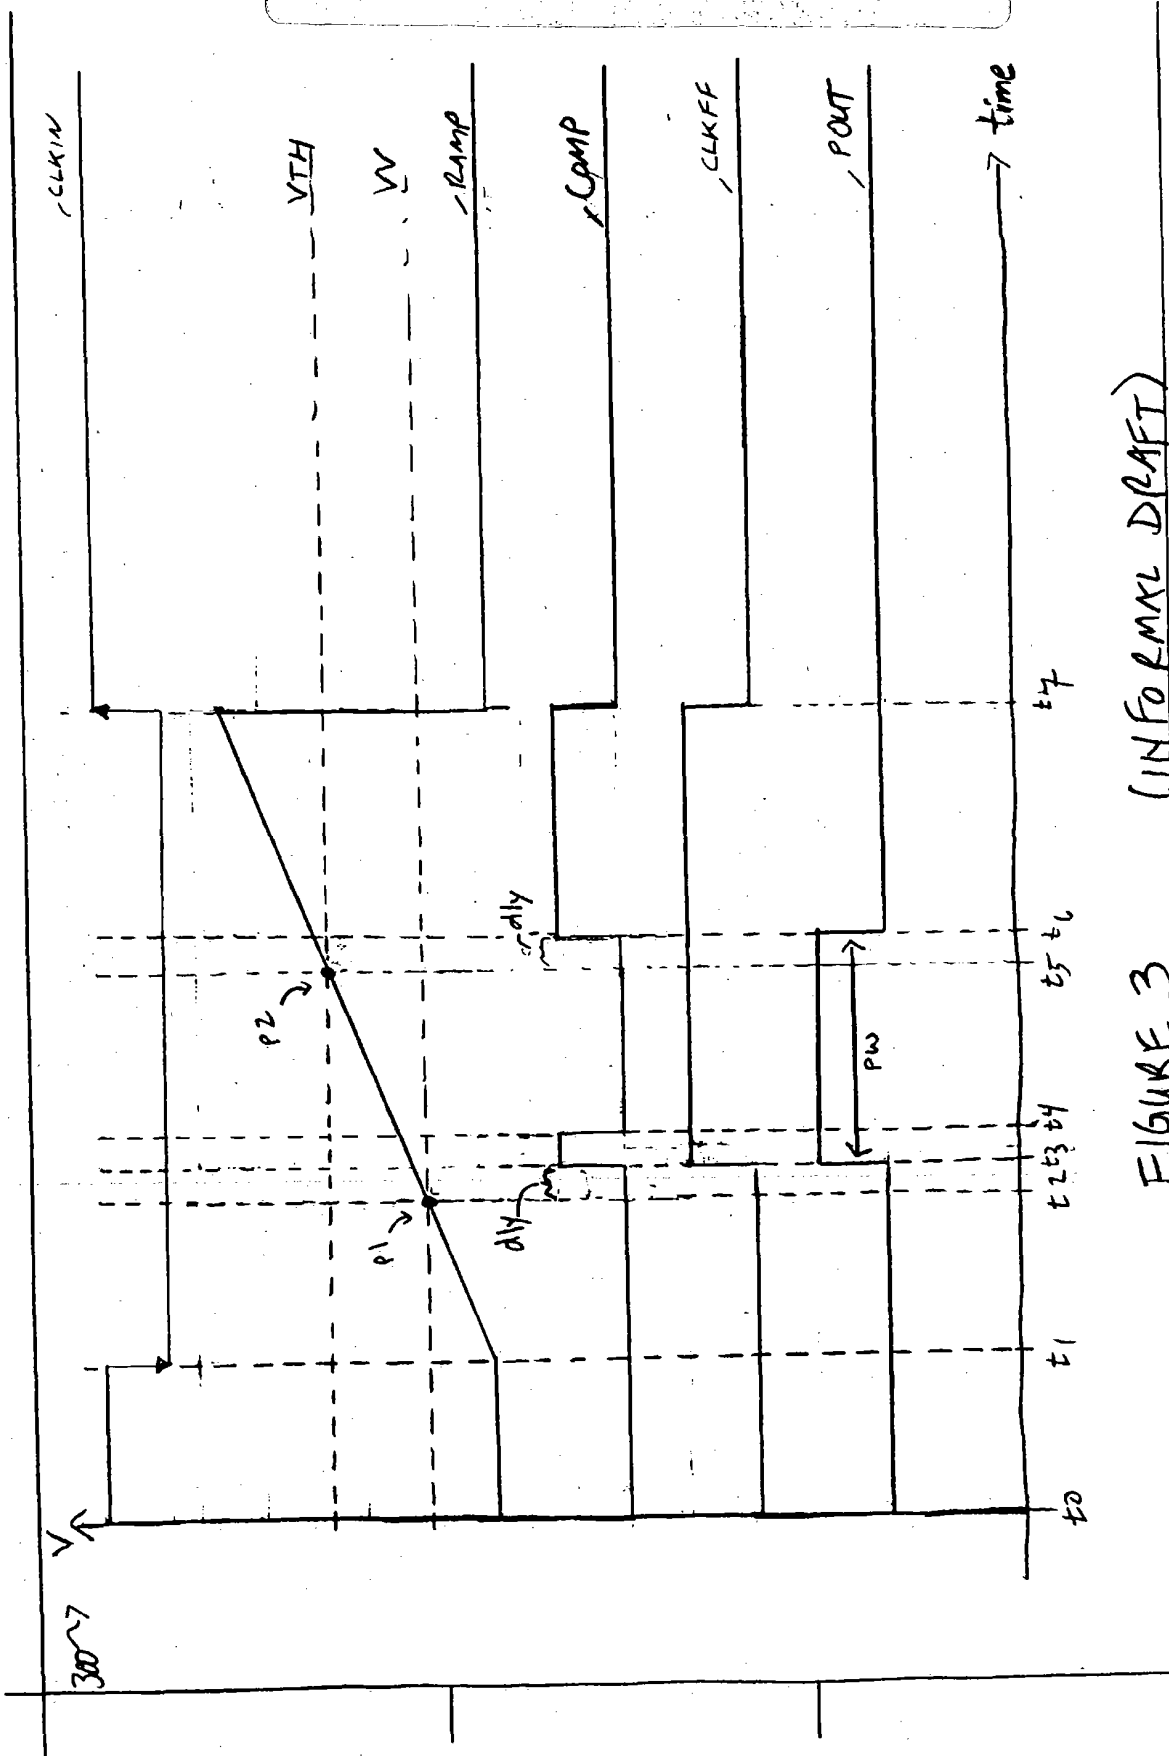 300
V
CLKIN
VTH
VV
RAMP
COMP
CLKFF
POUT
p1
p2
dly
dly
PW
t0
t1
t2
t3
t4
t5
t6
t7
time
FIGURE 3 (INFORMAL DRAFT)